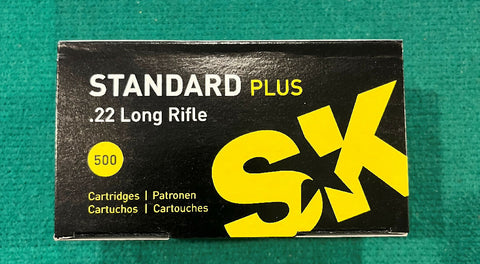 STANDARD PLUS
.22 Long Rifle
500
SK
Cartridges | Patronen
Cartuchos | Cartouches